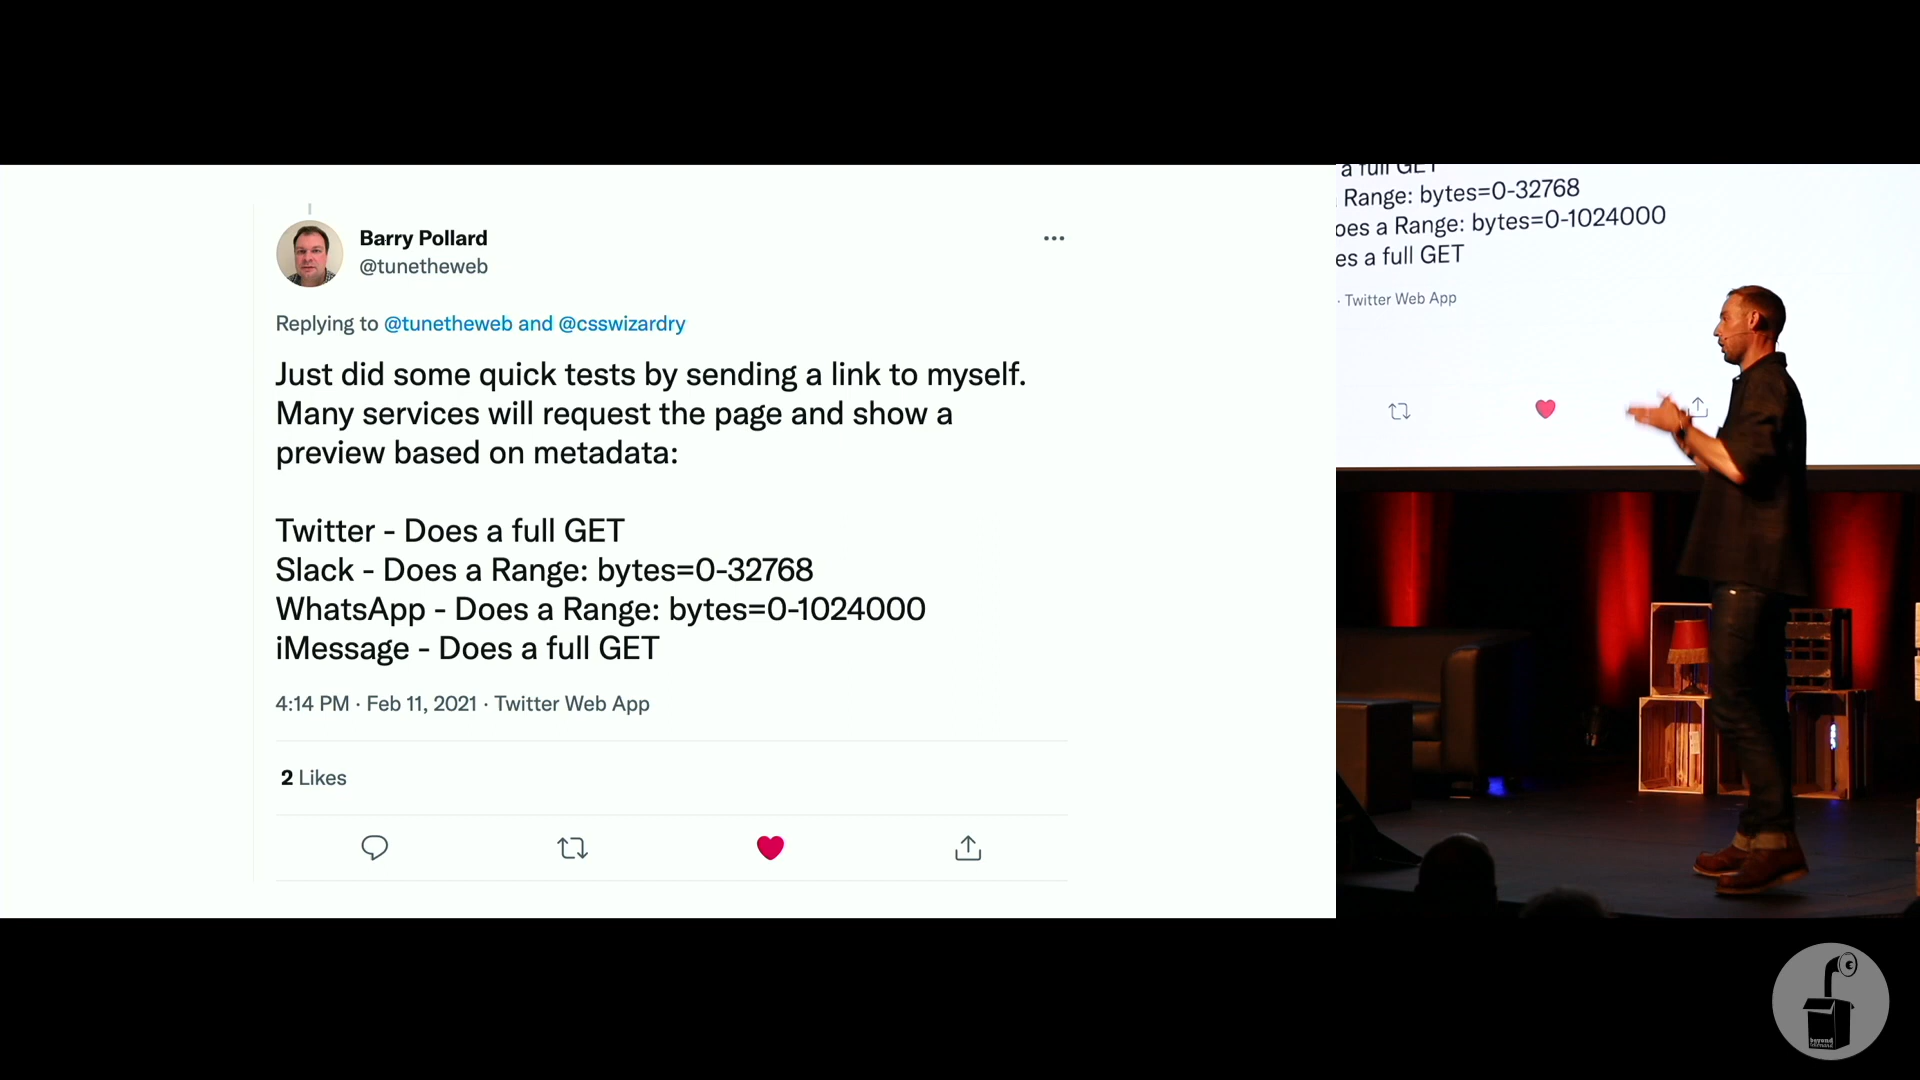 Barry Pollard
@tunetheweb
Replying to @tunetheweb and @csswizardry
Just did some quick tests by sending a link to myself.
Many services will request the page and show a
preview based on metadata:
Twitter - Does a full GET
Slack - Does a Range: bytes=0-32768
WhatsApp - Does a Range: bytes=0-1024000
iMessage - Does a full GET
4:14 PM · Feb 11, 2021 · Twitter Web App
2 Likes
a full GET
Range: bytes=0-32768
oes a Range: bytes=0-1024000
es a full GET
· Twitter Web App
beyond
tellerrand